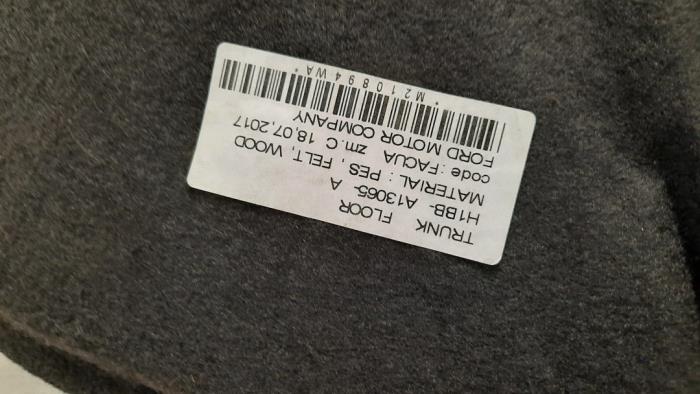 TRUNK FLOOR
H1BB- A13065- A
MATERIAL : PES , FELT, WOOD
code : FACUA zm.C 18.07.2017
FORD MOTOR COMPANY
*M210894WA*